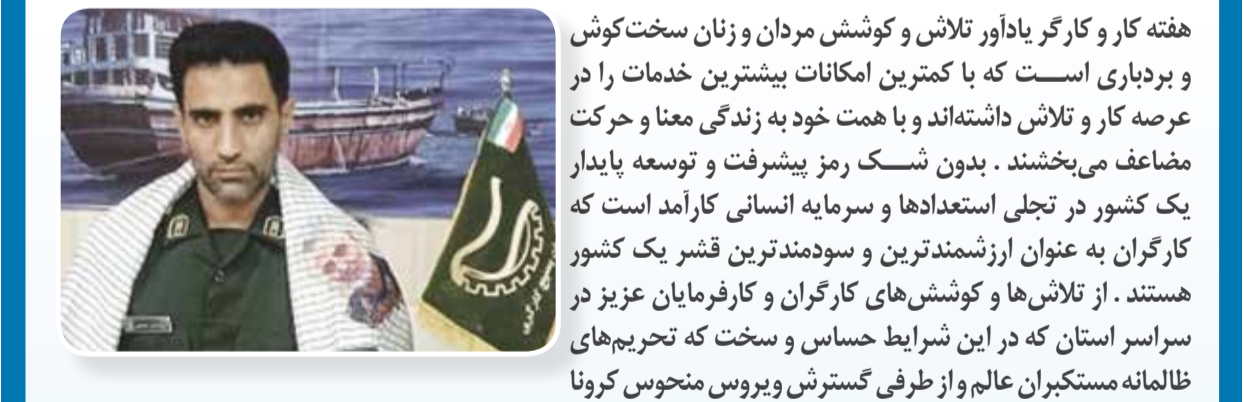 هفته کار و کارگر یادآور تلاش و کوشش مردان و زنان سخت‌کوش
و بردباری است که با کمترین امکانات بیشترین خدمات را در
عرصه کار و تلاش داشته‌اند و با همت خود به زندگی معنا و حرکت
مضاعف می‌بخشند . بدون شک رمز پیشرفت و توسعه پایدار
یک کشور در تجلی استعدادها و سرمایه انسانی کارآمد است که
کارگران به عنوان ارزشمندترین و سودمندترین قشر یک کشور
هستند . از تلاش‌ها و کوشش‌های کارگران و کارفرمایان عزیز در
سراسر استان که در این شرایط حساس و سخت که تحریم‌های
ظالمانه مستکبران عالم و از طرفی گسترش ویروس منحوس کرونا
بسیج کارگری